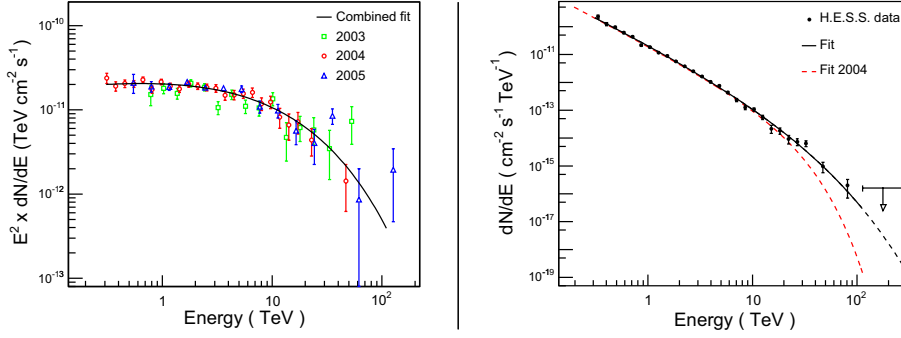 10⁻¹⁰
10⁻¹¹
10⁻¹²
10⁻¹³
E² x dN/dE (TeV cm⁻² s⁻¹)
Combined fit
2003
2004
2005
1
10
10²
Energy ( TeV )
10⁻¹¹
10⁻¹³
10⁻¹⁵
10⁻¹⁷
10⁻¹⁹
dN/dE ( cm⁻² s⁻¹ TeV⁻¹)
H.E.S.S. data
Fit
Fit 2004
1
10
10²
Energy ( TeV )